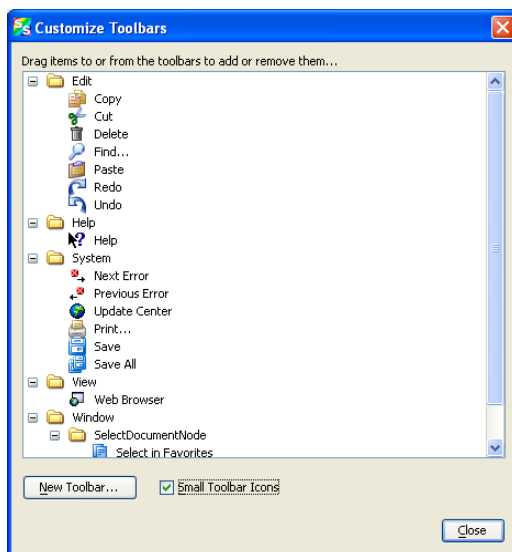 Customize Toolbars
Drag items to or from the toolbars to add or remove them...
Edit
Copy
Cut
Delete
Find...
Paste
Redo
Undo
Help
Help
System
Next Error
Previous Error
Update Center
Print...
Save
Save All
View
Web Browser
Window
SelectDocumentNode
Select in Favorites
New Toolbar...
Small Toolbar Icons
Close